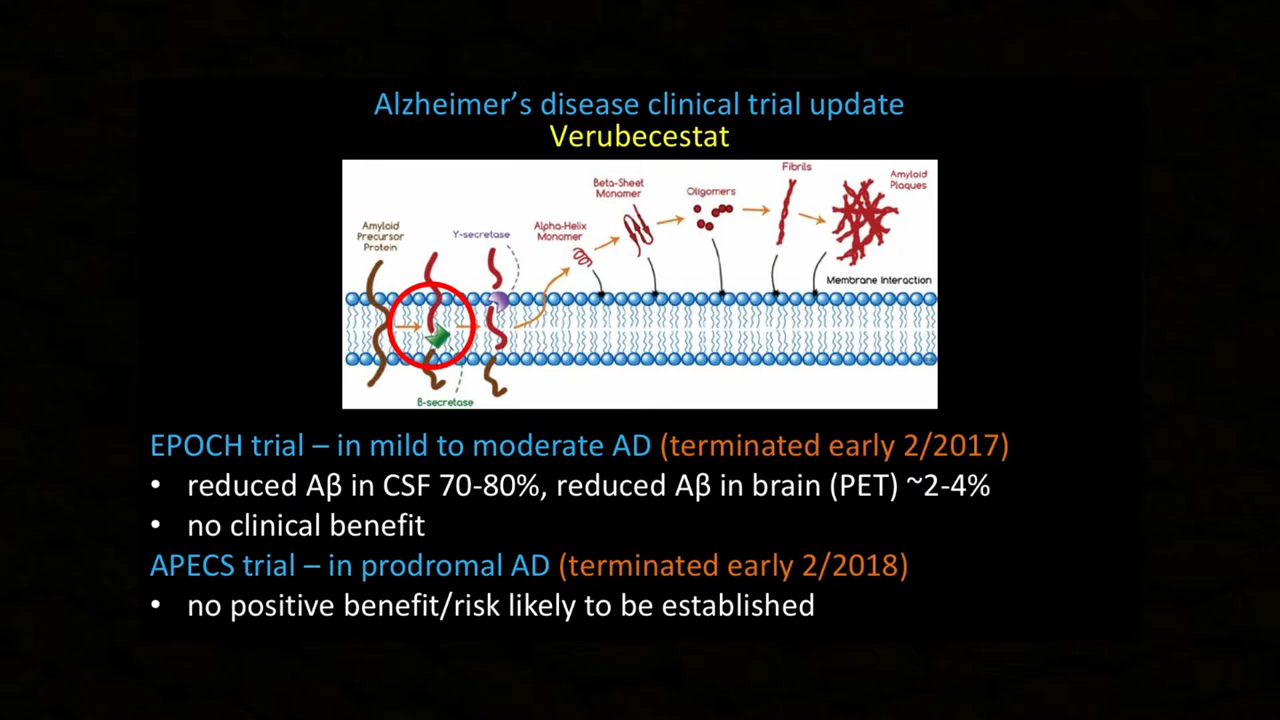 Alzheimer’s disease clinical trial update
Verubecestat
Fibrils
Amyloid
Plaques
Beta-Sheet
Monomer
Oligomers
Amyloid
Precursor
Protein
Y-secretase
Alpha-Helix
Monomer
Membrane Interaction
B-secretase
EPOCH trial – in mild to moderate AD (terminated early 2/2017)
• reduced Aβ in CSF 70-80%, reduced Aβ in brain (PET) ~2-4%
• no clinical benefit
APECS trial – in prodromal AD (terminated early 2/2018)
• no positive benefit/risk likely to be established